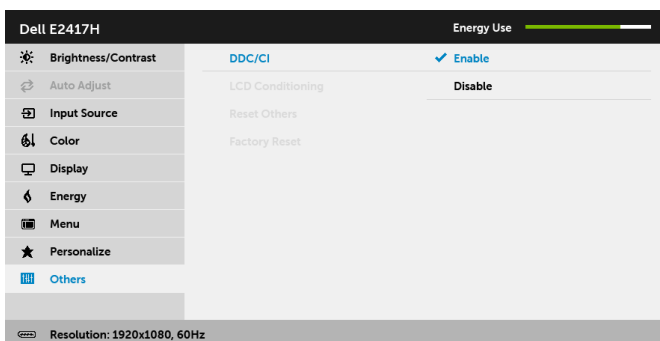 Dell E2417H
Energy Use
Brightness/Contrast
DDC/CI
Enable
Auto Adjust
LCD Conditioning
Disable
Input Source
Reset Others
Color
Factory Reset
Display
Energy
Menu
Personalize
Others
Resolution: 1920x1080, 60Hz